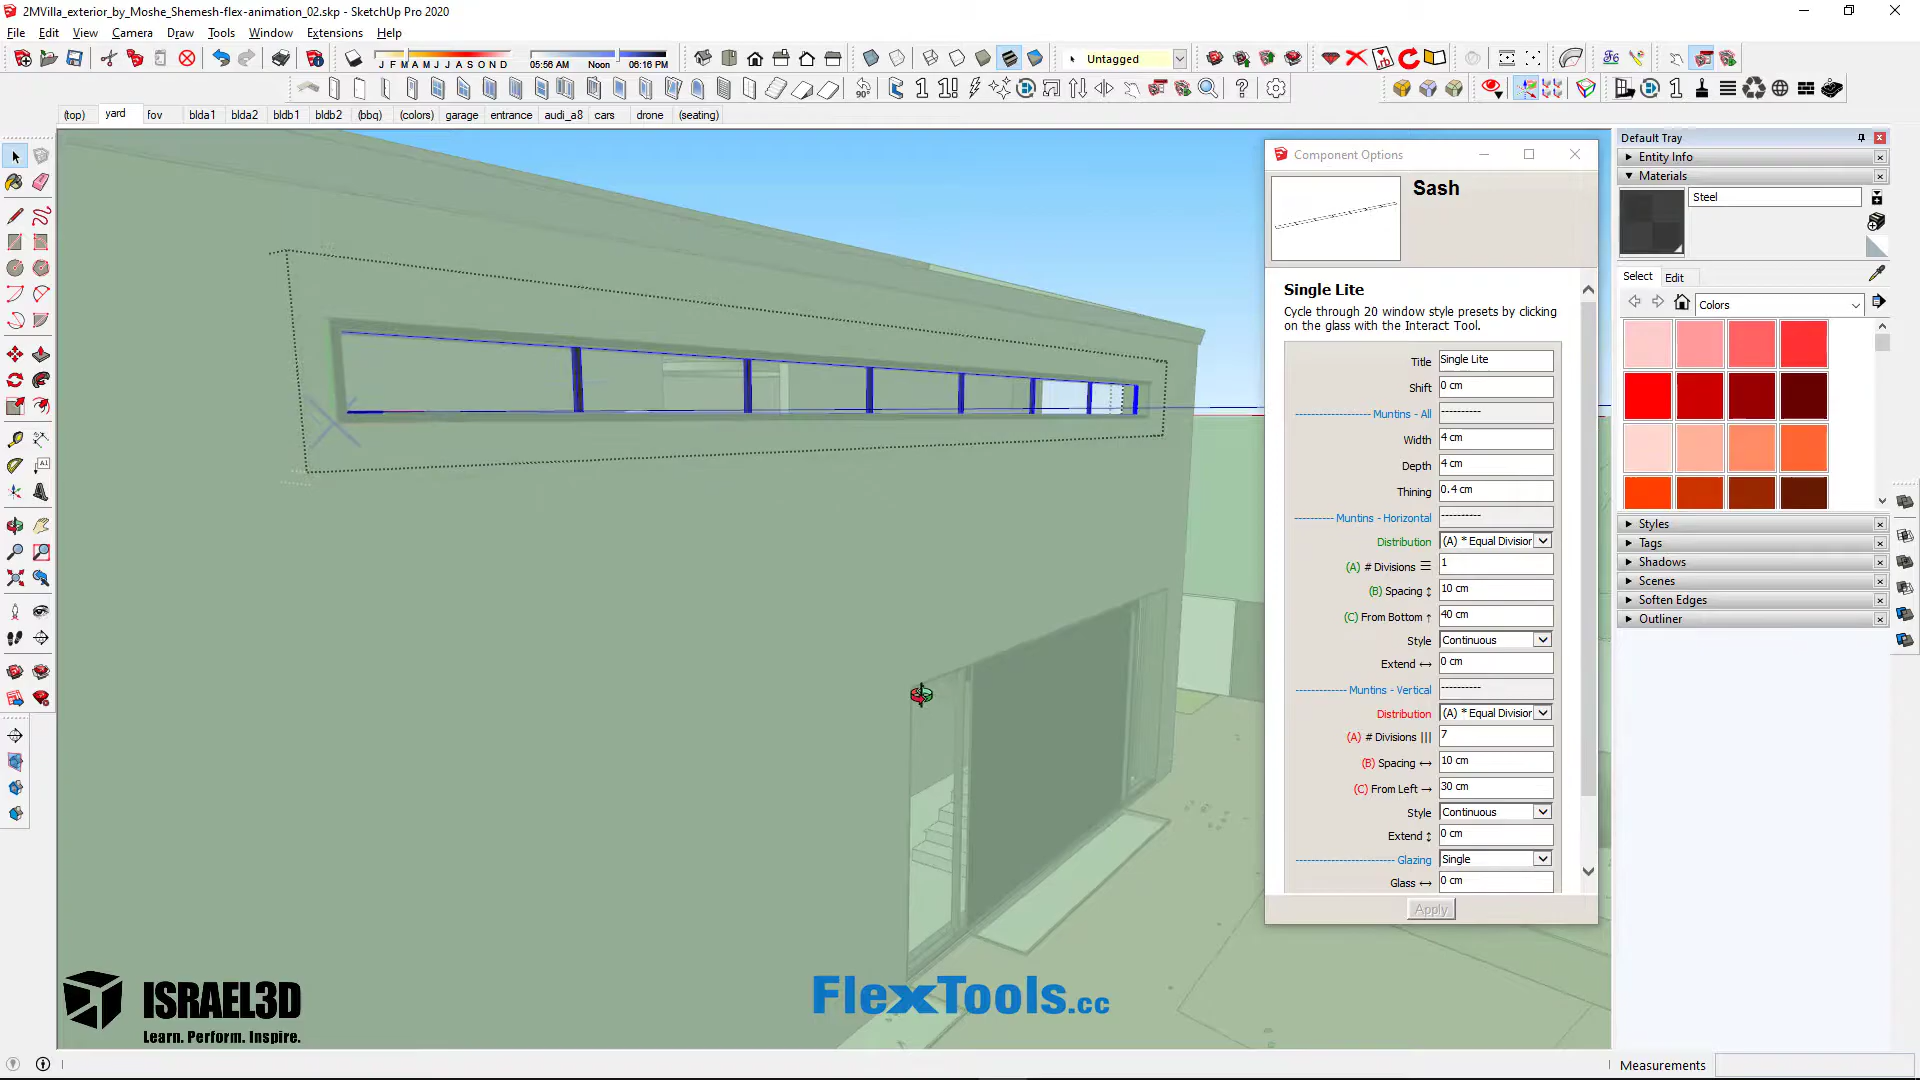 2MVilla_exterior_by_Moshe_Shemesh-flex-animation_02.skp - SketchUp Pro 2020
File Edit View Camera Draw Tools Window Extensions Help
J F M A M J J A S O N D
05:56 AM Noon 06:16 PM
Untagged
(top) yard fov blda1 blda2 bldb1 bldb2 (bbq) (colors) garage entrance audi_a8 cars drone (seating)
Component Options
Sash
Single Lite
Cycle through 20 window style presets by clicking
on the glass with the Interact Tool.
Title Single Lite
Shift 0 cm
Muntins - All ----------
Width 4 cm
Depth 4 cm
Thining 0.4 cm
Muntins - Horizontal ----------
Distribution (A) * Equal Divisior
(A) # Divisions 1
(B) Spacing ↕ 10 cm
(C) From Bottom ↑ 40 cm
Style Continuous
Extend ↔ 0 cm
Muntins - Vertical ----------
Distribution (A) * Equal Divisior
(A) # Divisions ||| 7
(B) Spacing ↔ 10 cm
(C) From Left → 30 cm
Style Continuous
Extend ↕ 0 cm
Glazing Single
Glass ↔ 0 cm
Apply
Default Tray
Entity Info
Materials
Steel
Select Edit
Colors
Styles
Tags
Shadows
Scenes
Soften Edges
Outliner
ISRAEL3D
Learn. Perform. Inspire.
FlexTools.cc
Measurements